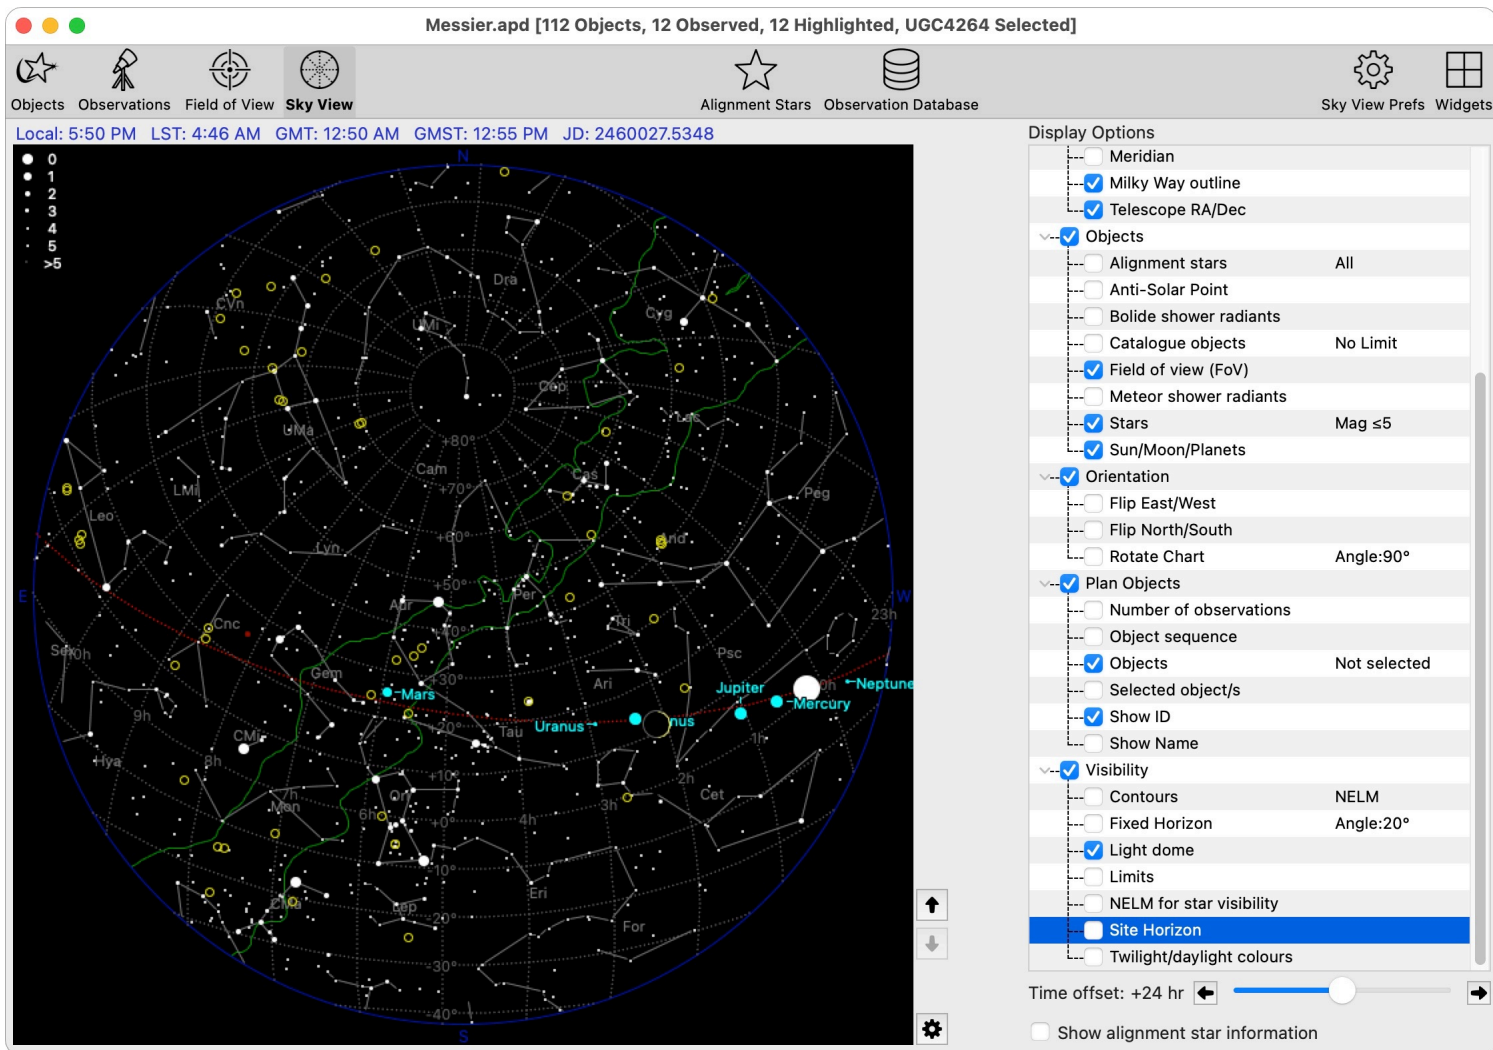 Messier.apd [112 Objects, 12 Observed, 12 Highlighted, UGC4264 Selected]
Objects Observations Field of View Sky View Alignment Stars Observation Database Sky View Prefs Widgets
Local: 5:50 PM LST: 4:46 AM GMT: 12:50 AM GMST: 12:55 PM JD: 2460027.5348
0
1
2
3
4
5
>5
N
Dra
CVn
Cyg
UMi
Cep
Lac
UMa
+80°
Cam
Cas
+70°
LMi
Peg
Leo
And
+60°
Lyn
+50°
Per
E
W
Aur
23h
Cnc
+40°
Tri
Sex
10h
Psc
Gem
+30°
Ari
Jupiter
0h
Neptune
Mars
Mercury
9h
+20°
Tau
Uranus
nus
CMi
1h
Hya
8h
+10°
2h
7h
Mon
Ori
Cet
6h
+0°
4h
3h
-10°
Eri
CMa
Lep
-20°
For
-30°
-40°
S
Display Options
Meridian
Milky Way outline
Telescope RA/Dec
Objects
Alignment stars All
Anti-Solar Point
Bolide shower radiants
Catalogue objects No Limit
Field of view (FoV)
Meteor shower radiants
Stars Mag ≤5
Sun/Moon/Planets
Orientation
Flip East/West
Flip North/South
Rotate Chart Angle:90°
Plan Objects
Number of observations
Object sequence
Objects Not selected
Selected object/s
Show ID
Show Name
Visibility
Contours NELM
Fixed Horizon Angle:20°
Light dome
Limits
NELM for star visibility
Site Horizon
Twilight/daylight colours
Time offset: +24 hr
Show alignment star information